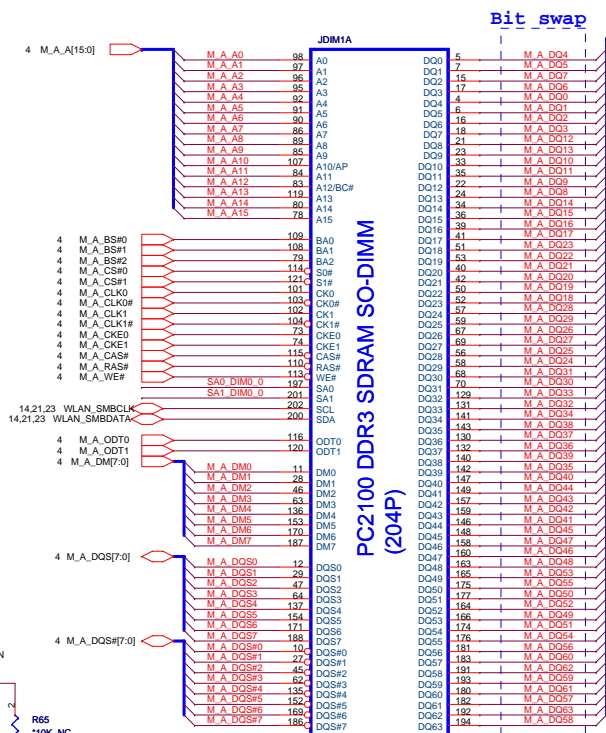 Bit swap
JDIM1A
4 M_A_A[15:0]
M_A_A0 98 A0
M_A_A1 97 A1
M_A_A2 96 A2
M_A_A3 95 A3
M_A_A4 92 A4
M_A_A5 91 A5
M_A_A6 90 A6
M_A_A7 86 A7
M_A_A8 89 A8
M_A_A9 85 A9
M_A_A10 107 A10/AP
M_A_A11 84 A11
M_A_A12 83 A12/BC#
M_A_A13 119 A13
M_A_A14 80 A14
M_A_A15 78 A15
4 M_A_BS#0 109 BA0
4 M_A_BS#1 108 BA1
4 M_A_BS#2 79 BA2
4 M_A_CS#0 114 S0#
4 M_A_CS#1 121 S1#
4 M_A_CLK0 101 CK0
4 M_A_CLK0# 103 CK0#
4 M_A_CLK1 102 CK1
4 M_A_CLK1# 104 CK1#
4 M_A_CKE0 73 CKE0
4 M_A_CKE1 74 CKE1
4 M_A_CAS# 115 CAS#
4 M_A_RAS# 110 RAS#
4 M_A_WE# 113 WE#
SA0_DIM0_0 197 SA0
SA1_DIM0_0 201 SA1
14,21,23 WLAN_SMBCLK 202 SCL
14,21,23 WLAN_SMBDATA 200 SDA
4 M_A_ODT0 116 ODT0
4 M_A_ODT1 120 ODT1
4 M_A_DM[7:0]
M_A_DM0 11 DM0
M_A_DM1 28 DM1
M_A_DM2 46 DM2
M_A_DM3 63 DM3
M_A_DM4 136 DM4
M_A_DM5 153 DM5
M_A_DM6 170 DM6
M_A_DM7 187 DM7
4 M_A_DQS[7:0]
M_A_DQS0 12 DQS0
M_A_DQS1 29 DQS1
M_A_DQS2 47 DQS2
M_A_DQS3 64 DQS3
M_A_DQS4 137 DQS4
M_A_DQS5 154 DQS5
M_A_DQS6 171 DQS6
M_A_DQS7 188 DQS7
4 M_A_DQS#[7:0]
M_A_DQS#0 10 DQS#0
M_A_DQS#1 27 DQS#1
M_A_DQS#2 45 DQS#2
M_A_DQS#3 62 DQS#3
M_A_DQS#4 135 DQS#4
M_A_DQS#5 152 DQS#5
M_A_DQS#6 169 DQS#6
M_A_DQS#7 186 DQS#7
PC2100 DDR3 SDRAM SO-DIMM
(204P)
DQ0 5 M_A_DQ4
DQ1 7 M_A_DQ5
DQ2 15 M_A_DQ7
DQ3 17 M_A_DQ6
DQ4 4 M_A_DQ0
DQ5 6 M_A_DQ1
DQ6 16 M_A_DQ2
DQ7 18 M_A_DQ3
DQ8 21 M_A_DQ12
DQ9 23 M_A_DQ13
DQ10 33 M_A_DQ10
DQ11 35 M_A_DQ11
DQ12 22 M_A_DQ9
DQ13 24 M_A_DQ8
DQ14 34 M_A_DQ14
DQ15 36 M_A_DQ15
DQ16 39 M_A_DQ16
DQ17 41 M_A_DQ17
DQ18 51 M_A_DQ23
DQ19 53 M_A_DQ22
DQ20 40 M_A_DQ21
DQ21 42 M_A_DQ20
DQ22 50 M_A_DQ19
DQ23 52 M_A_DQ18
DQ24 57 M_A_DQ28
DQ25 59 M_A_DQ29
DQ26 67 M_A_DQ26
DQ27 69 M_A_DQ27
DQ28 56 M_A_DQ25
DQ29 58 M_A_DQ24
DQ30 68 M_A_DQ31
DQ31 70 M_A_DQ30
DQ32 129 M_A_DQ33
DQ33 131 M_A_DQ32
DQ34 141 M_A_DQ34
DQ35 143 M_A_DQ38
DQ36 130 M_A_DQ37
DQ37 132 M_A_DQ36
DQ38 140 M_A_DQ39
DQ39 142 M_A_DQ35
DQ40 147 M_A_DQ40
DQ41 149 M_A_DQ44
DQ42 157 M_A_DQ43
DQ43 159 M_A_DQ42
DQ44 146 M_A_DQ41
DQ45 148 M_A_DQ45
DQ46 158 M_A_DQ47
DQ47 160 M_A_DQ46
DQ48 163 M_A_DQ48
DQ49 165 M_A_DQ53
DQ50 175 M_A_DQ55
DQ51 177 M_A_DQ50
DQ52 164 M_A_DQ52
DQ53 166 M_A_DQ49
DQ54 174 M_A_DQ51
DQ55 176 M_A_DQ54
DQ56 181 M_A_DQ56
DQ57 183 M_A_DQ60
DQ58 191 M_A_DQ62
DQ59 193 M_A_DQ59
DQ60 180 M_A_DQ61
DQ61 182 M_A_DQ57
DQ62 192 M_A_DQ63
DQ63 194 M_A_DQ58
N
2
R65
*10K_NC